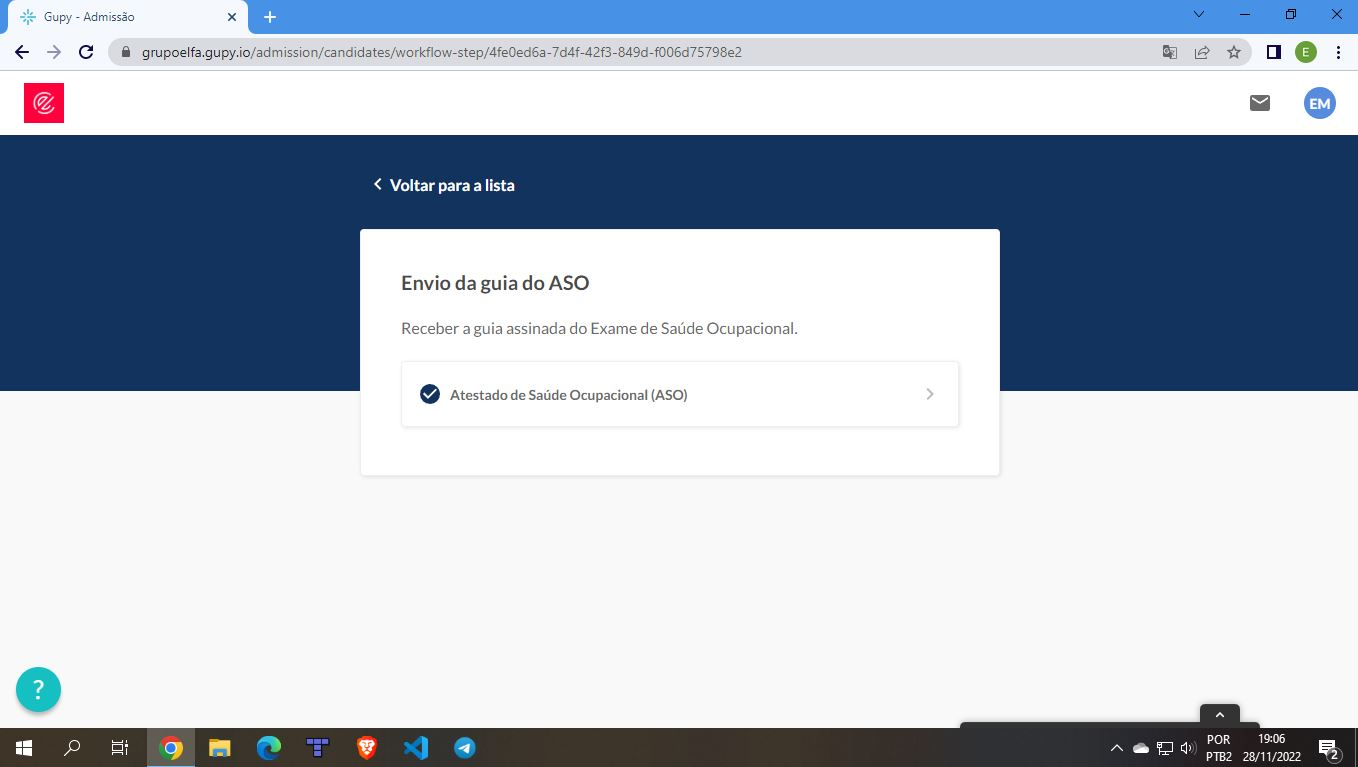 Gupy - Admissão
grupoelfa.gupy.io/admission/candidates/workflow-step/4fe0ed6a-7d4f-42f3-849d-f006d75798e2
E
EM
Voltar para a lista
Envio da guia do ASO
Receber a guia assinada do Exame de Saúde Ocupacional.
Atestado de Saúde Ocupacional (ASO)
?
POR
PTB2
19:06
28/11/2022
2